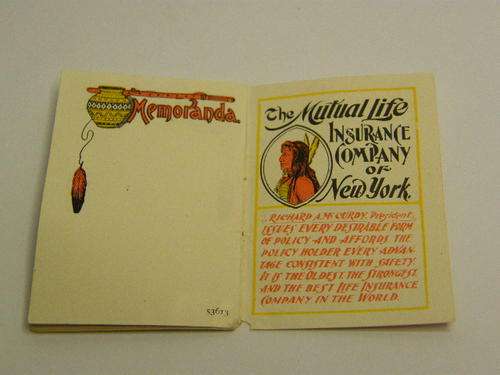 Memoranda.
53613
The Mutual Life
INSURANCE
COMPANY
OF
New York.
RICHARD A. MCCURDY, President,
ISSUES EVERY DESIRABLE FORM
OF POLICY AND AFFORDS THE
POLICY HOLDER EVERY ADVAN-
TAGE CONSISTENT WITH SAFETY.
IT IS THE OLDEST, THE STRONGEST
AND THE BEST LIFE INSURANCE
COMPANY IN THE WORLD.